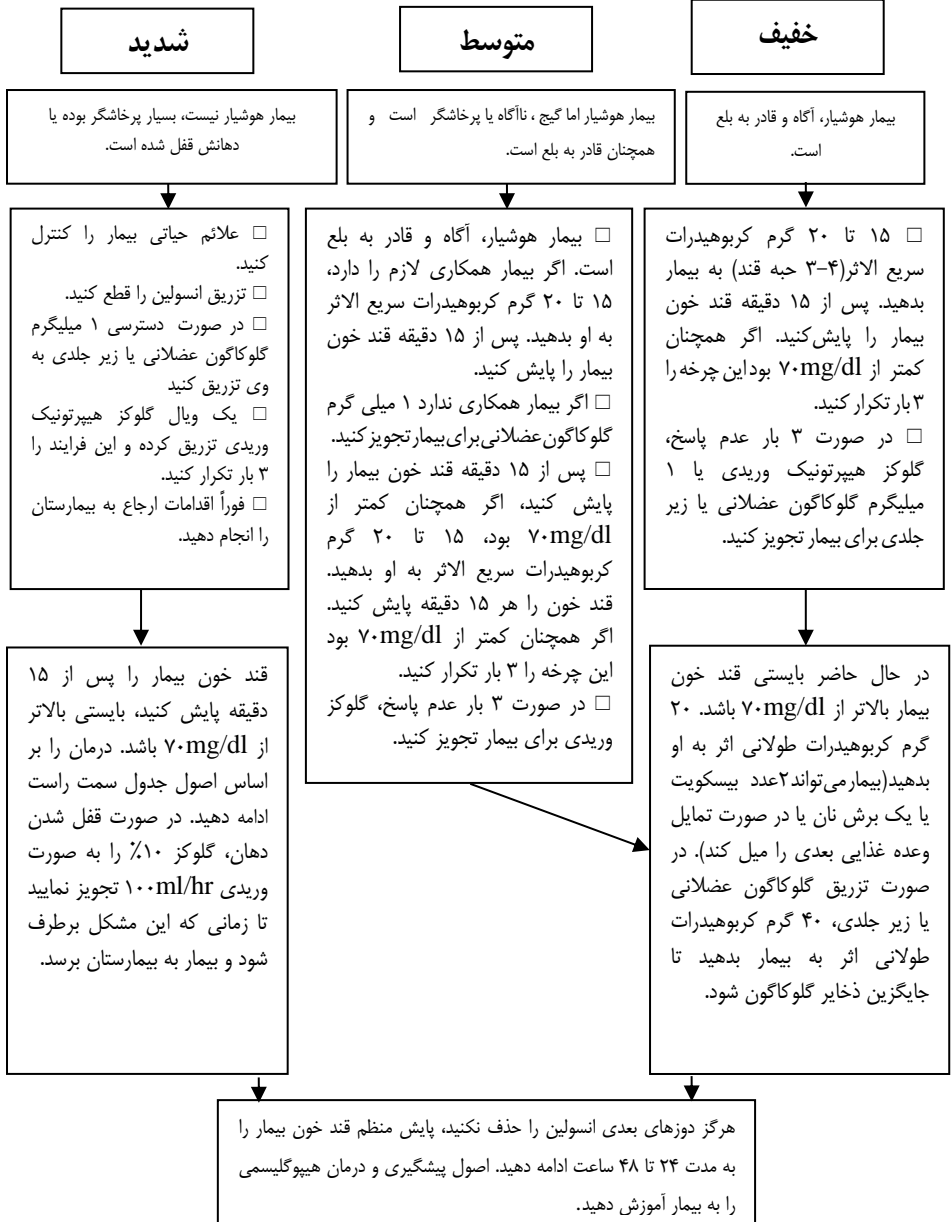 خفیف
متوسط
شدید
بیمار هوشیار، آگاه و قادر به بلع
است.
بیمار هوشیار اما گیج ، ناآگاه یا پرخاشگر است و
همچنان قادر به بلع است.
بیمار هوشیار نیست، بسیار پرخاشگر بوده یا
دهانش قفل شده است.
□ ۱۵ تا ۲۰ گرم کربوهیدرات
سریع الاثر(۴-۳ حبه قند) به بیمار
بدهید. پس از ۱۵ دقیقه قند خون
بیمار را پایش کنید. اگر همچنان
کمتر از ۷۰mg/dl بود این چرخه را
۳ بار تکرار کنید.
□ در صورت ۳ بار عدم پاسخ،
گلوکز هیپرتونیک وریدی یا ۱
میلیگرم گلوکاگون عضلانی یا زیر
جلدی برای بیمار تجویز کنید.
□ بیمار هوشیار، آگاه و قادر به بلع
است. اگر بیمار همکاری لازم را دارد،
۱۵ تا ۲۰ گرم کربوهیدرات سریع الاثر
به او بدهید. پس از ۱۵ دقیقه قند خون
بیمار را پایش کنید.
□ اگر بیمار همکاری ندارد ۱ میلی گرم
گلوکاگون عضلانی برای بیمار تجویز کنید.
□ پس از ۱۵ دقیقه قند خون بیمار را
پایش کنید، اگر همچنان کمتر از
۷۰mg/dl بود، ۱۵ تا ۲۰ گرم
کربوهیدرات سریع الاثر به او بدهید.
قند خون را هر ۱۵ دقیقه پایش کنید.
اگر همچنان کمتر از ۷۰mg/dl بود
این چرخه را ۳ بار تکرار کنید.
□ در صورت ۳ بار عدم پاسخ، گلوکز
وریدی برای بیمار تجویز کنید.
□ علائم حیاتی بیمار را کنترل
کنید.
□ تزریق انسولین را قطع کنید.
□ در صورت دسترسی ۱ میلیگرم
گلوکاگون عضلانی یا زیر جلدی به
وی تزریق کنید
□ یک ویال گلوکز هیپرتونیک
وریدی تزریق کرده و این فرایند را
۳ بار تکرار کنید.
□ فوراً اقدامات ارجاع به بیمارستان
را انجام دهید.
در حال حاضر بایستی قند خون
بیمار بالاتر از ۷۰mg/dl باشد. ۲۰
گرم کربوهیدرات طولانی اثر به او
بدهید(بیمار می‌تواند ۲عدد بیسکویت
یا یک برش نان یا در صورت تمایل
وعده غذایی بعدی را میل کند). در
صورت تزریق گلوکاگون عضلانی
یا زیر جلدی، ۴۰ گرم کربوهیدرات
طولانی اثر به بیمار بدهید تا
جایگزین ذخایر گلوکاگون شود.
قند خون بیمار را پس از ۱۵
دقیقه پایش کنید، بایستی بالاتر
از ۷۰mg/dl باشد. درمان را بر
اساس اصول جدول سمت راست
ادامه دهید. در صورت قفل شدن
دهان، گلوکز ۱۰٪ را به صورت
وریدی ۱۰۰ml/hr تجویز نمایید
تا زمانی که این مشکل برطرف
شود و بیمار به بیمارستان برسد.
هرگز دوزهای بعدی انسولین را حذف نکنید، پایش منظم قند خون بیمار را
به مدت ۲۴ تا ۴۸ ساعت ادامه دهید. اصول پیشگیری و درمان هیپوگلیسمی
را به بیمار آموزش دهید.